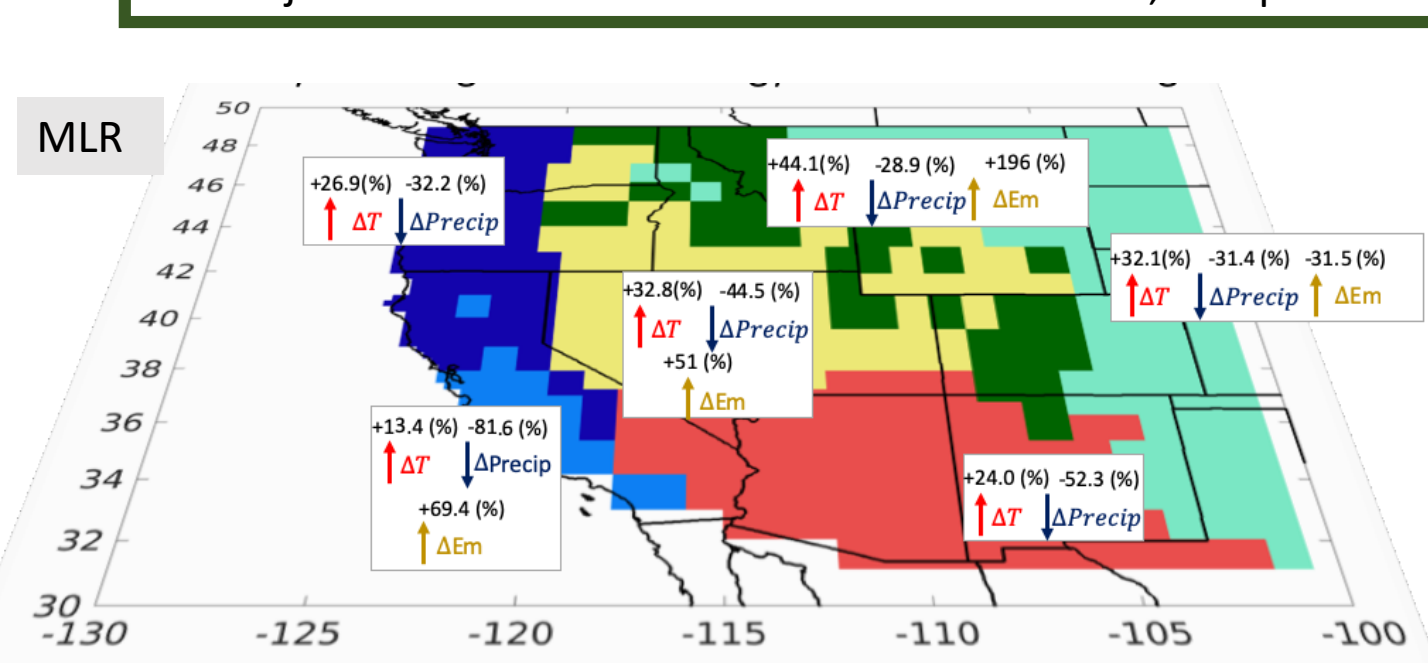 MLR
50
48
46
44
42
40
38
36
34
32
30
-130 -125 -120 -115 -110 -105 -100
+26.9(%) -32.2 (%)
ΔT ΔPrecip
+44.1(%) -28.9 (%) +196 (%)
ΔT ΔPrecip ΔEm
+32.1(%) -31.4 (%) -31.5 (%)
ΔT ΔPrecip ΔEm
+32.8(%) -44.5 (%)
ΔT ΔPrecip
+51 (%)
ΔEm
+13.4 (%) -81.6 (%)
ΔT ΔPrecip
+69.4 (%)
ΔEm
+24.0 (%) -52.3 (%)
ΔT ΔPrecip